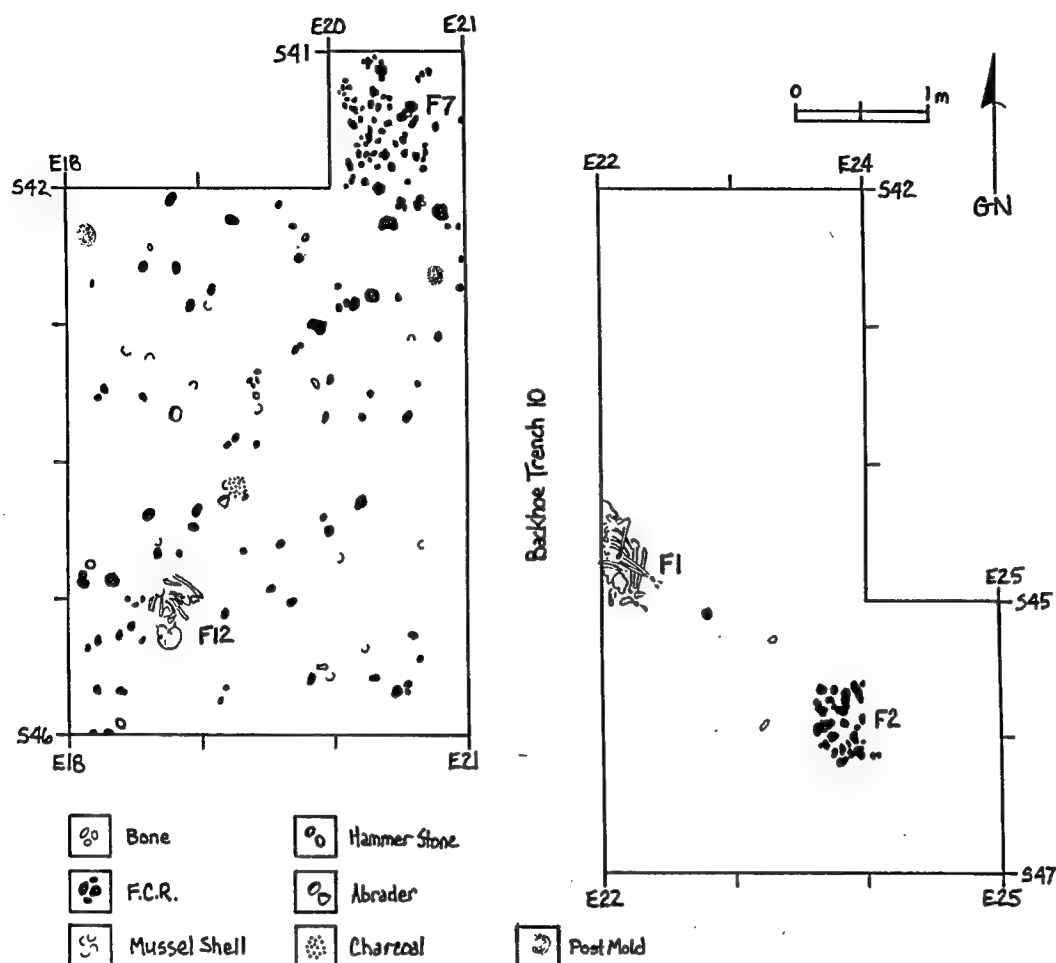 E20 E21
S41
F7
0 1m
E18
S42
E22 E24
S42
GN
Backhoe Trench 10
F1
E25
S45
F12
F2
S46
E18 E21
S47
E22 E25
Bone
Hammer Stone
F.C.R.
Abrader
Mussel Shell
Charcoal
Post Mold